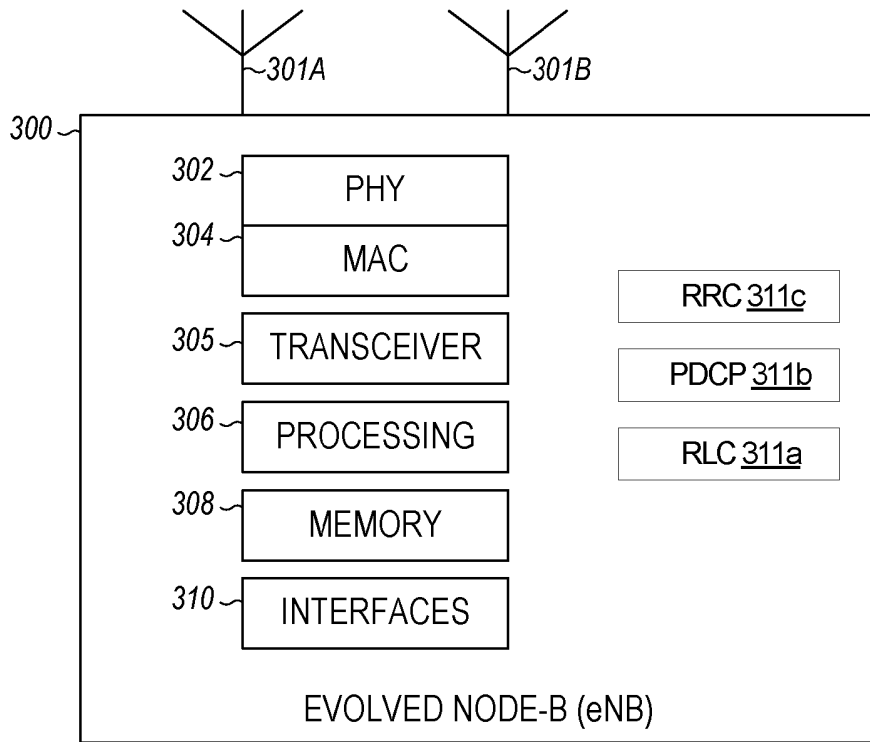 301A
301B
300
302
PHY
304
MAC
RRC 311c
305
TRANSCEIVER
PDCP 311b
306
PROCESSING
RLC 311a
308
MEMORY
310
INTERFACES
EVOLVED NODE-B (eNB)